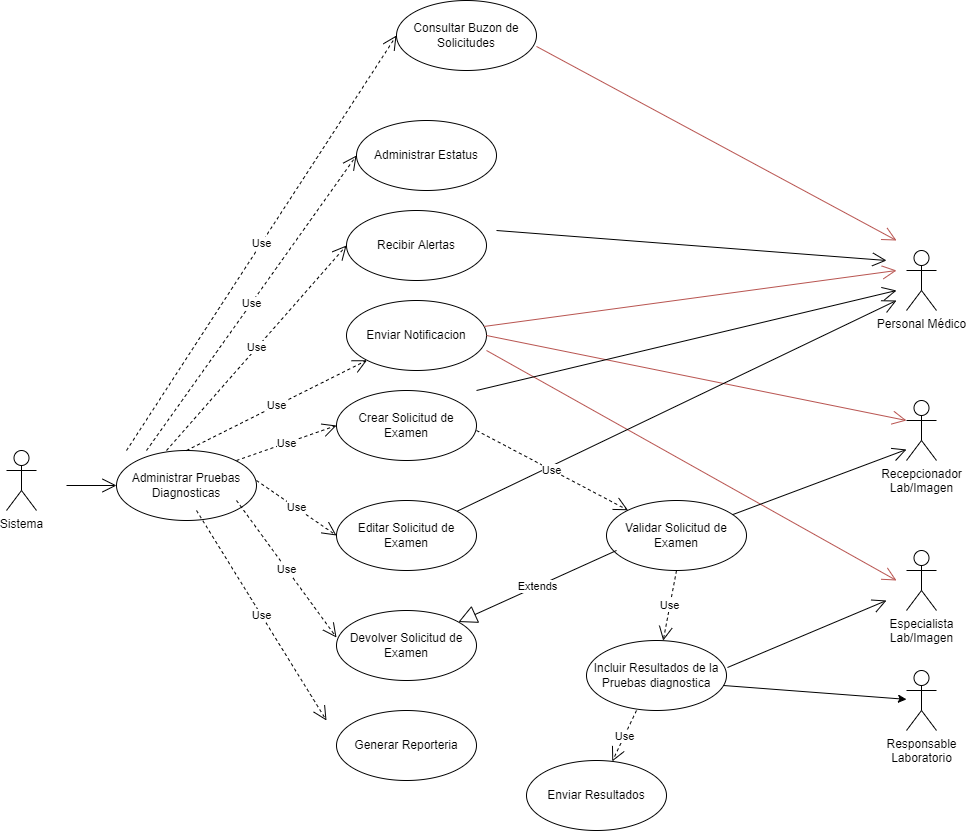 Consultar Buzon de
Solicitudes
Use
Administrar Estatus
Use
Recibir Alertas
Use
Personal Médico
Enviar Notificacion
Use
Crear Solicitud de
Examen
Use
Use
Recepcionador
Lab/Imagen
Sistema
Administrar Pruebas
Diagnosticas
Use
Editar Solicitud de
Examen
Validar Solicitud de
Examen
Use
Extends
Use
Use
Devolver Solicitud de
Examen
Especialista
Lab/Imagen
Incluir Resultados de la
Pruebas diagnostica
Use
Generar Reporteria
Responsable
Laboratorio
Enviar Resultados